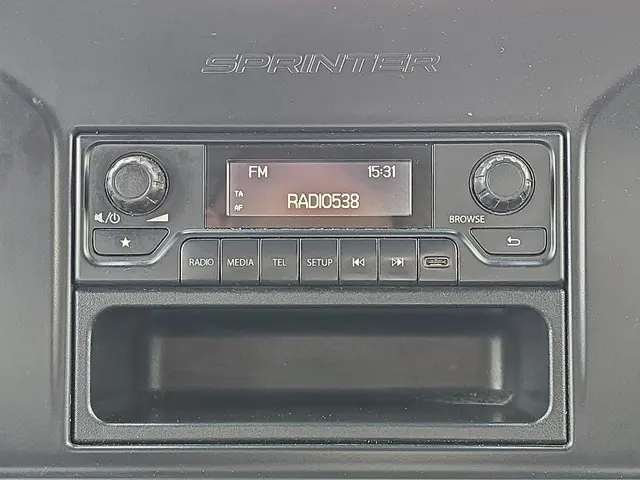 SPRINTER
FM 15:31
TA
RADIO538
AF
BROWSE
RADIO MEDIA TEL SETUP